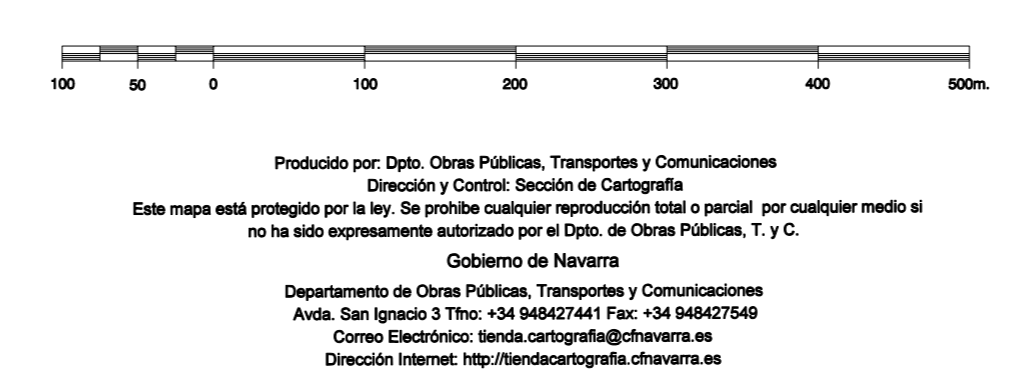 100 50 0 100 200 300 400 500m.
Producido por: Dpto. Obras Públicas, Transportes y Comunicaciones
Dirección y Control: Sección de Cartografía
Este mapa está protegido por la ley. Se prohibe cualquier reproducción total o parcial por cualquier medio si
no ha sido expresamente autorizado por el Dpto. de Obras Públicas, T. y C.
Gobierno de Navarra
Departamento de Obras Públicas, Transportes y Comunicaciones
Avda. San Ignacio 3 Tfno: +34 948427441 Fax: +34 948427549
Correo Electrónico: tienda.cartografia@cfnavarra.es
Dirección Internet: http://tiendacartografia.cfnavarra.es